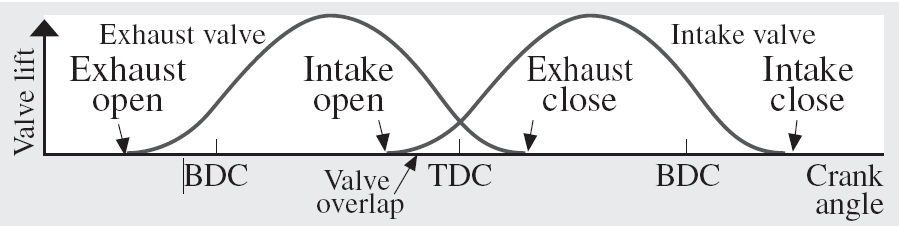 Valve lift
Exhaust valve
Intake valve
Exhaust
open
Intake
open
Exhaust
close
Intake
close
BDC
Valve
overlap
TDC
BDC
Crank
angle